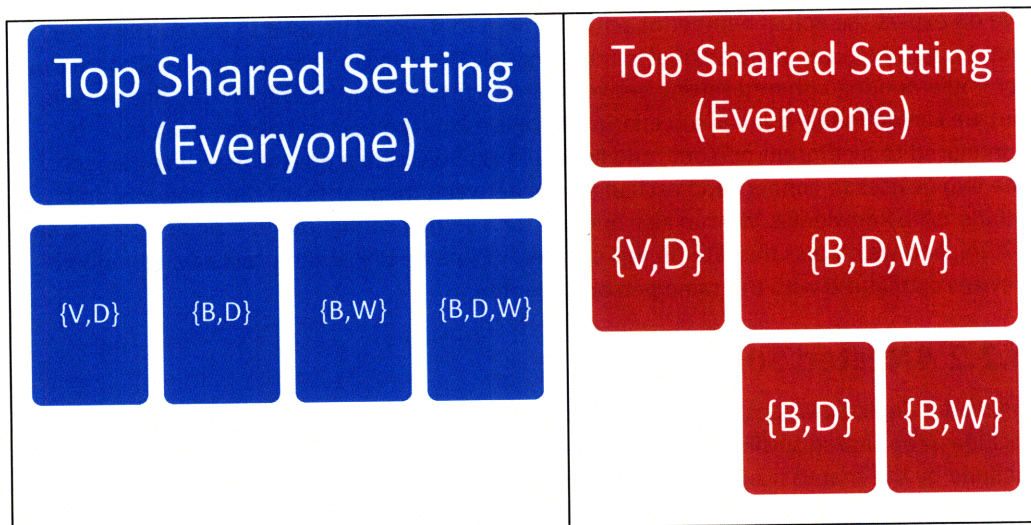 Top Shared Setting
(Everyone)
{V,D}
{B,D}
{B,W}
{B,D,W}
Top Shared Setting
(Everyone)
{V,D}
{B,D,W}
{B,D}
{B,W}